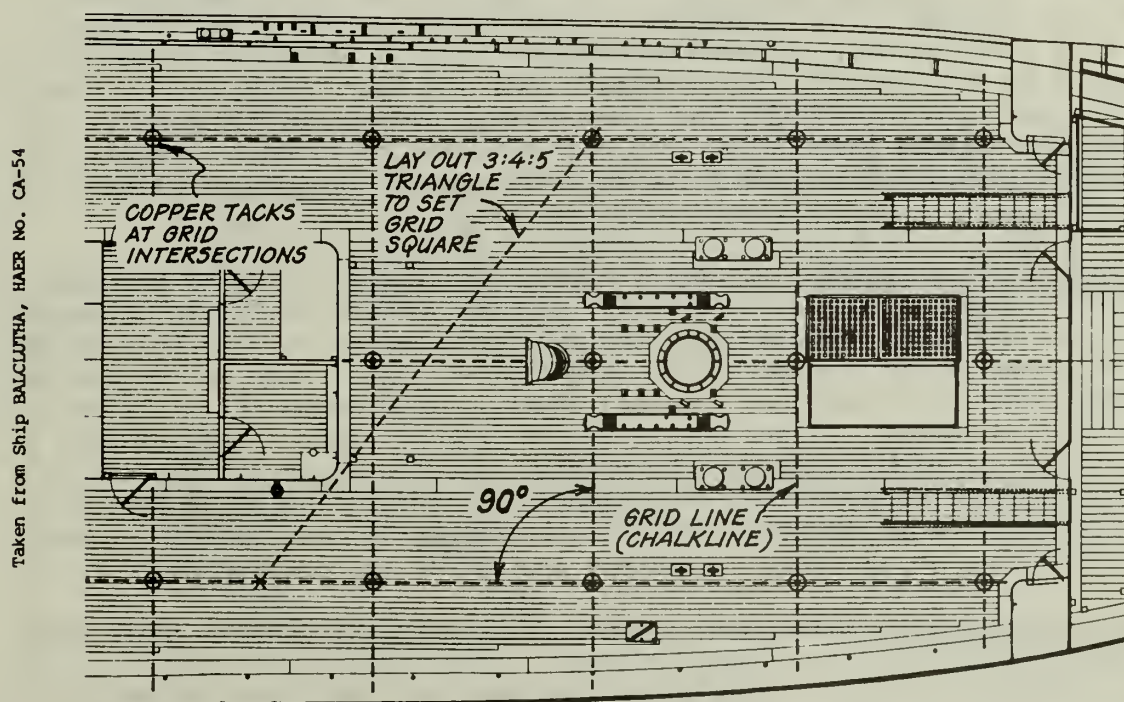 Taken from Ship BALCLUTHA, HAER No. CA-54
COPPER TACKS
AT GRID
INTERSECTIONS
LAY OUT 3:4:5
TRIANGLE
TO SET
GRID
SQUARE
90°
GRID LINE
(CHALKLINE)